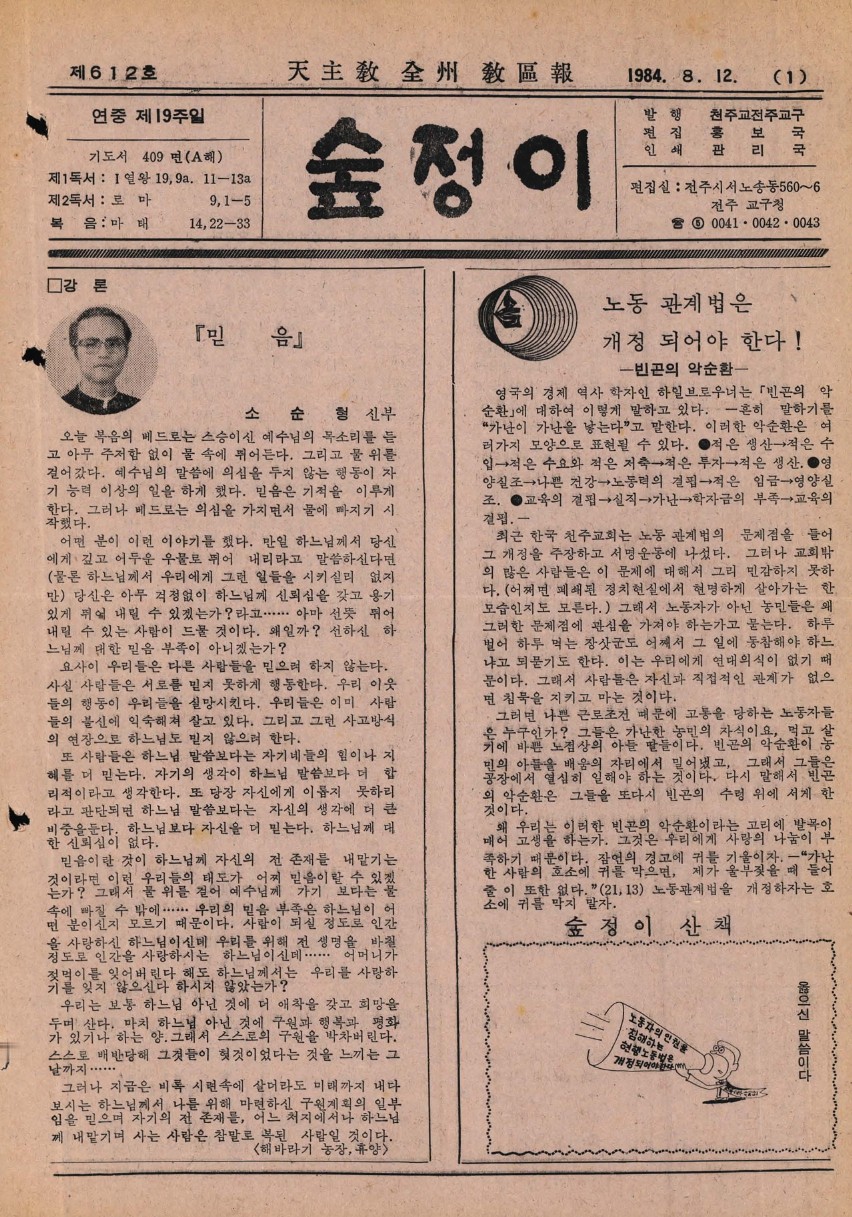 제612호
天主敎 全州 敎區報
1984. 8. 12. (1)
연중 제19주일
기도서 409 면(A해)
제1독서: I 열왕 19,9a. 11-13a
제2독서: 로마 9,1-5
복 음: 마태 14,22-33
숲정이
발 행 천주교전주교구
편 집 홍 보 국
인 쇄 관 리 국
편집실: 전주시서노송동560~6
전주 교구청
☎ ⑥ 0041·0042·0043
□강 론
『믿 음』
소 순 형 신부
오늘 복음의 베드로는 스승이신 예수님의 목소리를 듣
고 아무 주저함 없이 물 속에 뛰어든다. 그리고 물 위를
걸어갔다. 예수님의 말씀에 의심을 두지 않는 행동이 자
기 능력 이상의 일을 하게 했다. 믿음은 기적을 이루게
한다. 그러나 베드로는 의심을 가지면서 물에 빠지기 시
작했다.
어떤 분이 이런 이야기를 했다. 만일 하느님께서 당신
에게 깊고 어두운 우물로 뛰어 내리라고 말씀하신다면
(물론 하느님께서 우리에게 그런 일들을 시키실리 없지
만) 당신은 아무 걱정없이 하느님께 신뢰심을 갖고 용기
있게 뛰어 내릴 수 있겠는가?라고…… 아마 선뜻 뛰어
내릴 수 있는 사람이 드물 것이다. 왜일까? 선하신 하
느님께 대한 믿음 부족이 아니겠는가?
요사이 우리들은 다른 사람들을 믿으려 하지 않는다.
사실 사람들은 서로를 믿지 못하게 행동한다. 우리 이웃
들의 행동이 우리들을 실망시킨다. 우리들은 이미 사람
들의 불신에 익숙해져 살고 있다. 그리고 그런 사고방식
의 연장으로 하느님도 믿지 않으려 한다.
또 사람들은 하느님 말씀보다는 자기네들의 힘이나 지
혜를 더 믿는다. 자기의 생각이 하느님 말씀보다 더 합
리적이라고 생각한다. 또 당장 자신에게 이롭지 못하리
라고 판단되면 하느님 말씀보다는 자신의 생각에 더 큰
비중을둔다. 하느님보다 자신을 더 믿는다. 하느님께 대
한 신뢰심이 없다.
믿음이란 것이 하느님께 자신의 전 존재를 내맡기는
것이라면 이런 우리들의 태도가 어찌 믿음이랄 수 있겠
는가? 그래서 물 위를 걸어 예수님께 가기 보다는 물
속에 빠질 수 밖에…… 우리의 믿음 부족은 하느님이 어
떤 분이신지 모르기 때문이다. 사람이 되실 정도로 인간
을 사랑하신 하느님이신데 우리를 위해 전 생명을 바칠
정도로 인간을 사랑하시는 하느님이신데…… 어머니가
젖먹이를 잊어버린다 해도 하느님께서는 우리를 사랑하
기를 잊지 않으신다 하시지 않았는가?
우리는 보통 하느님 아닌 것에 더 애착을 갖고 희망을
두며 산다. 마치 하느님 아닌 것에 구원과 행복과 평화
가 있기나 하는 양.그래서 스스로의 구원을 박차버린다.
스스로 배반당해 그것들이 헛것이었다는 것을 느끼는 그
날까지……
그러나 지금은 비록 시련속에 살더라도 미래까지 내다
보시는 하느님께서 나를 위해 마련하신 구원계획의 일부
임을 믿으며 자기의 전 존재를, 어느 처지에서나 하느님
께 내맡기며 사는 사람은 참말로 복된 사람일 것이다.
〈해바라기 농장,휴양〉
노동 관계법은
개정 되어야 한다!
—빈곤의 악순환—
영국의 경제 역사 학자인 하일브로우너는「빈곤의 악
순환」에 대하여 이렇게 말하고 있다. —흔히 말하기를
“가난이 가난을 낳는다”고 말한다. 이러한 악순환은 여
러가지 모양으로 표현될 수 있다. ●적은 생산→적은 수
입→적은 수요와 적은 저축→적은 투자→적은 생산. ●영
양실조→나쁜 건강→노동력의 결핍→적은 임금→영양실
조. ●교육의 결핍→실직→가난→학자금의 부족→교육의
결핍. —
최근 한국 천주교회는 노동 관계법의 문제점을 들어
그 개정을 주장하고 서명운동에 나섰다. 그러나 교회밖
의 많은 사람들은 이 문제에 대해서 그리 민감하지 못하
다.(어쩌면 폐쇄된 정치현실에서 현명하게 살아가는 한
모습인지도 모른다.) 그래서 노동자가 아닌 농민들은 왜
그러한 문제점에 관심을 가져야 하는가고 묻는다. 하루
벌어 하루 먹는 장삿군도 어째서 그 일에 동참해야 하느
냐고 되묻기도 한다. 이는 우리에게 연대의식이 없기 때
문이다. 그래서 사람들은 자신과 직접적인 관계가 없으
면 침묵을 지키고 마는 것이다.
그러면 나쁜 근로조건 때문에 고통을 당하는 노동자들
은 누구인가? 그들은 가난한 농민의 자식이요, 먹고 살
기에 바쁜 노점상의 아들 딸들이다. 빈곤의 악순환이 농
민의 아들을 배움의 자리에서 밀어냈고, 그래서 그들은
공장에서 열심히 일해야 하는 것이다. 다시 말해서 빈곤
의 악순환은 그들을 또다시 빈곤의 수렁 위에 서게 한
것이다.
왜 우리는 이러한 빈곤의 악순환이라는 고리에 발목이
매어 고생을 하는가. 그것은 우리에게 사랑의 나눔이 부
족하기 때문이다. 잠언의 경고에 귀를 기울이자. —“가난
한 사람의 호소에 귀를 막으면, 제가 울부짖을 때 들어
줄 이 또한 없다.”(21,13) 노동관계법을 개정하자는 호
소에 귀를 막지 말자.
숲정이 산책
옳으신 말씀이다
노동자의 인권을
침해하는
현행노동법은
개정되어야한다